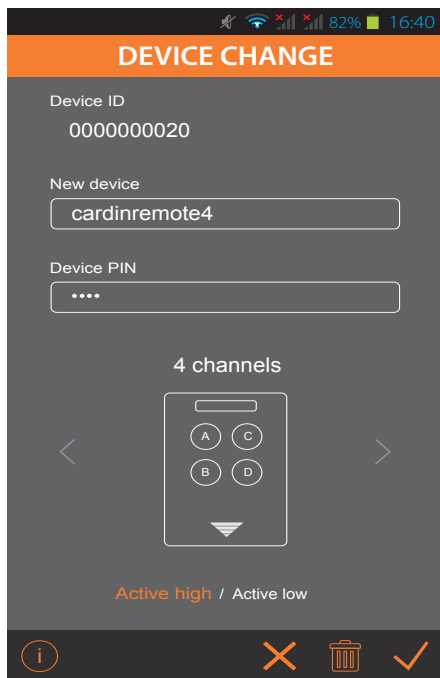 82% 16:40
DEVICE CHANGE
Device ID
0000000020
New device
cardinremote4
Device PIN
••••
4 channels
A C
B D
Active high / Active low
i